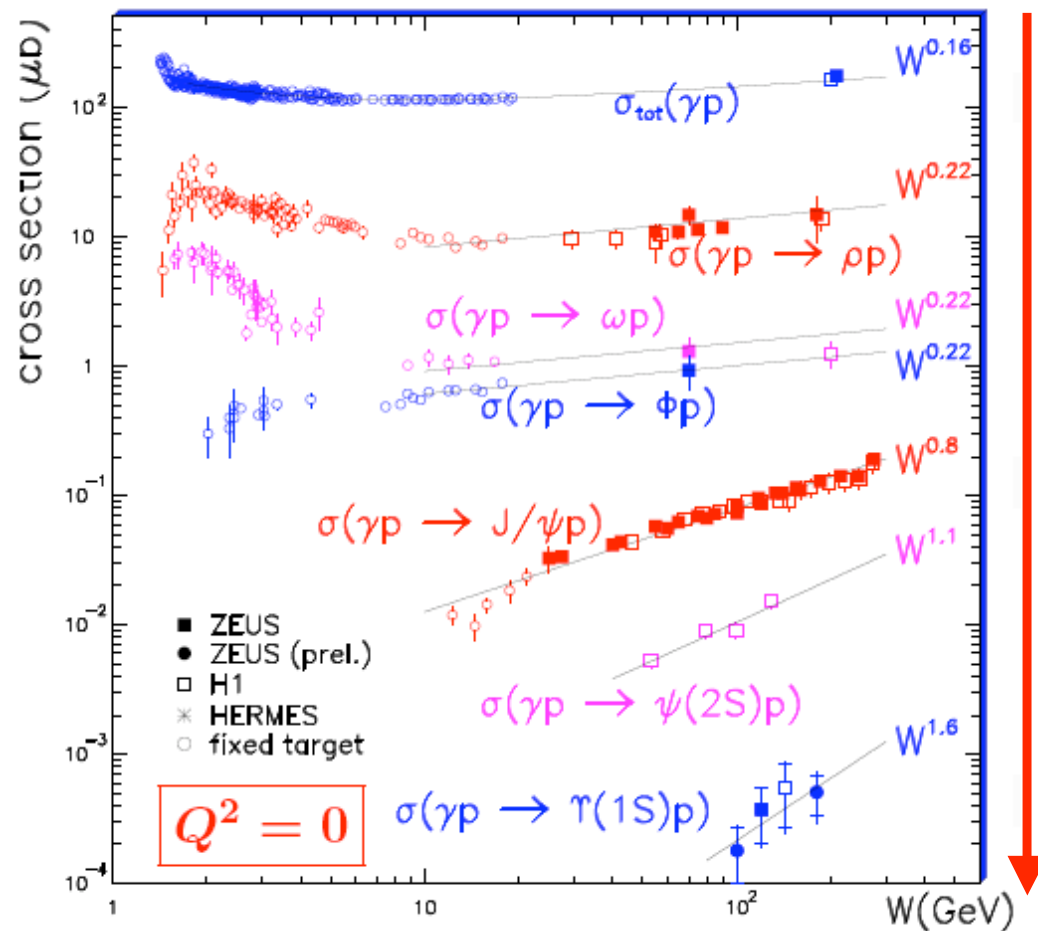 cross section (μb)
W^0.16
10^2
σ_tot(γp)
W^0.22
10
σ(γp → ρp)
W^0.22
σ(γp → ωp)
1
W^0.22
σ(γp → Φp)
W^0.8
10^-1
σ(γp → J/ψp)
W^1.1
10^-2
■ ZEUS
● ZEUS (prel.)
□ H1
✳ HERMES
○ fixed target
σ(γp → ψ(2S)p)
W^1.6
10^-3
Q^2 = 0
σ(γp → Υ(1S)p)
10^-4
1 10 10^2
W(GeV)